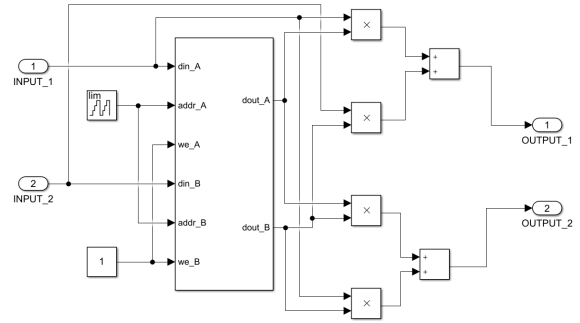 1
INPUT_1
lim
2
INPUT_2
1
din_A
addr_A
we_A
din_B
addr_B
we_B
dout_A
dout_B
×
×
×
×
+
+
+
+
1
OUTPUT_1
2
OUTPUT_2